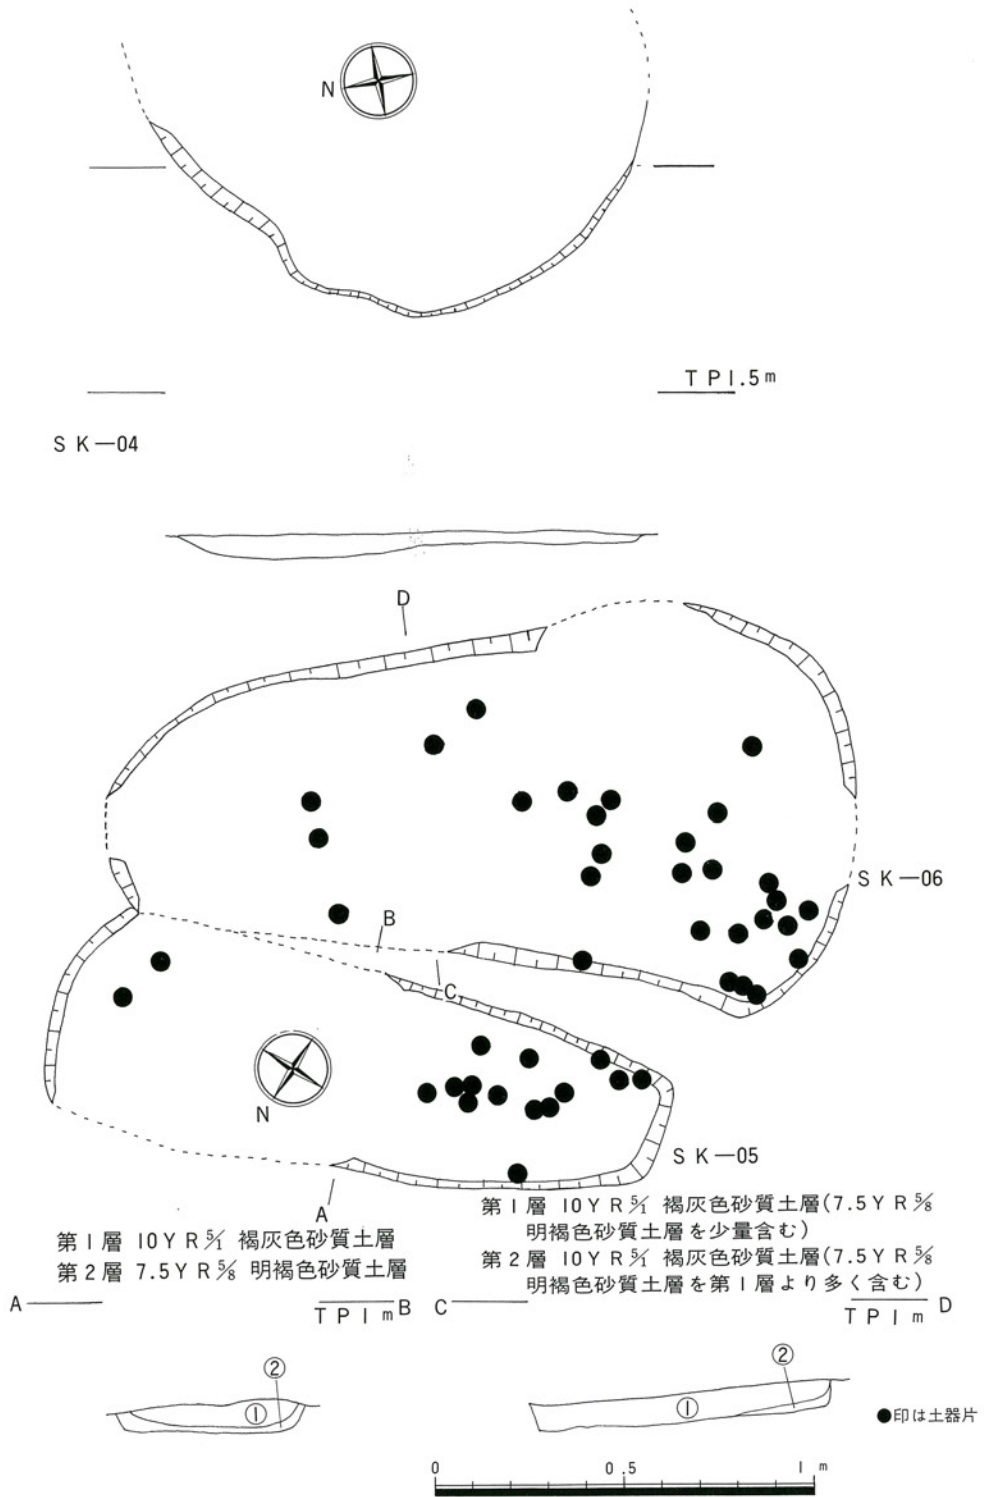 N
TP1.5m
SK—04
D
B
SK—06
C
N
SK—05
A
第1層 10YR5/1 褐灰色砂質土層
第2層 7.5YR5/8 明褐色砂質土層
第1層 10YR5/1 褐灰色砂質土層(7.5YR5/8
明褐色砂質土層を少量含む)
第2層 10YR5/1 褐灰色砂質土層(7.5YR5/8
明褐色砂質土層を第1層より多く含む)
A TP1m B
C TP1m D
②
①
②
①
●印は土器片
0 0.5 1 m